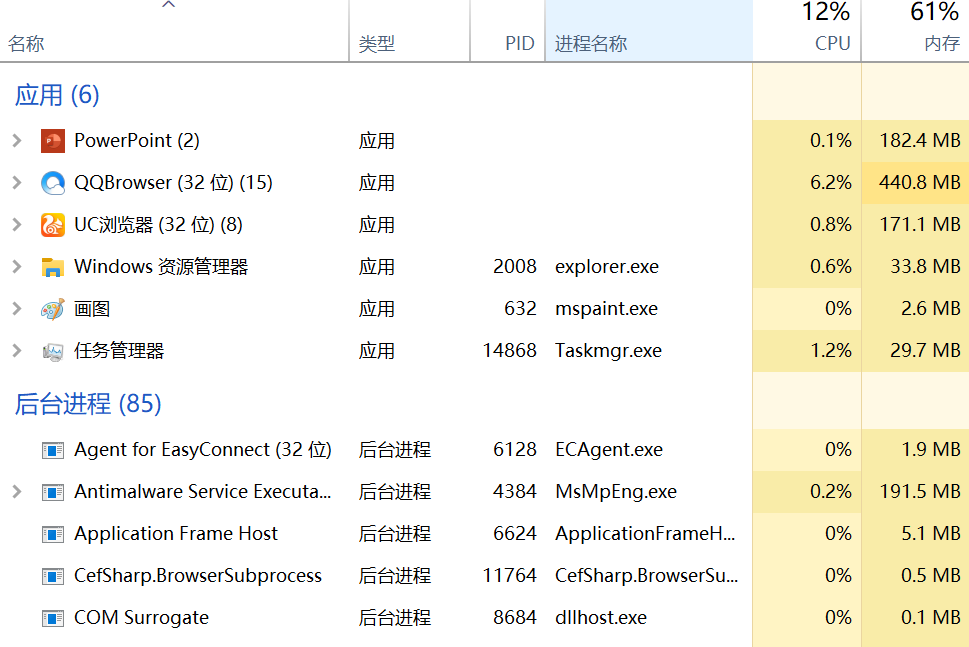 12% 61%
名称 类型 PID 进程名称 CPU 内存
应用 (6)
PowerPoint (2) 应用 0.1% 182.4 MB
QQBrowser (32 位) (15) 应用 6.2% 440.8 MB
UC浏览器 (32 位) (8) 应用 0.8% 171.1 MB
Windows 资源管理器 应用 2008 explorer.exe 0.6% 33.8 MB
画图 应用 632 mspaint.exe 0% 2.6 MB
任务管理器 应用 14868 Taskmgr.exe 1.2% 29.7 MB
后台进程 (85)
Agent for EasyConnect (32 位) 后台进程 6128 ECAgent.exe 0% 1.9 MB
Antimalware Service Executa... 后台进程 4384 MsMpEng.exe 0.2% 191.5 MB
Application Frame Host 后台进程 6624 ApplicationFrameH... 0% 5.1 MB
CefSharp.BrowserSubprocess 后台进程 11764 CefSharp.BrowserSu... 0% 0.5 MB
COM Surrogate 后台进程 8684 dllhost.exe 0% 0.1 MB